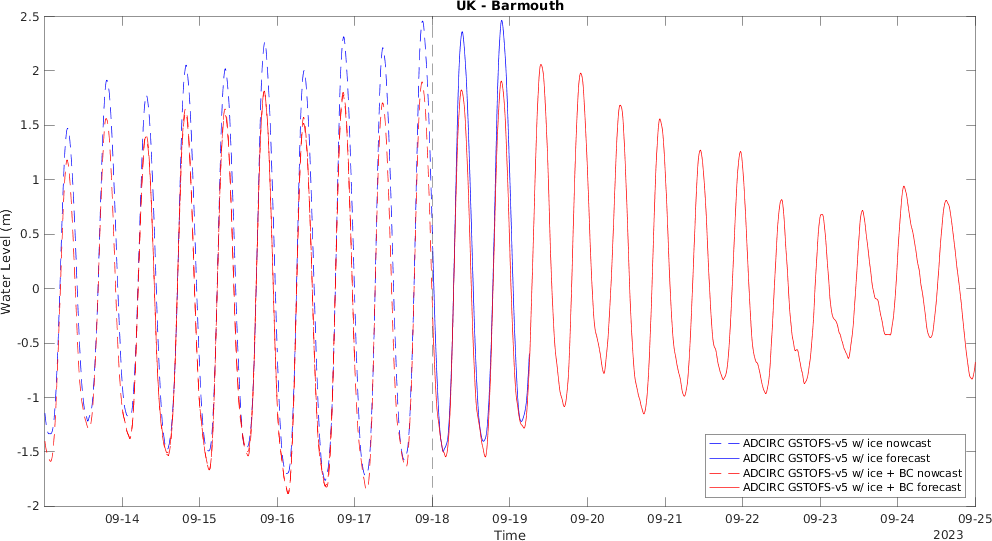 UK - Barmouth
2.5
2
1.5
1
0.5
0
-0.5
-1
-1.5
-2
Water Level (m)
ADCIRC GSTOFS-v5 w/ ice nowcast
ADCIRC GSTOFS-v5 w/ ice forecast
ADCIRC GSTOFS-v5 w/ ice + BC nowcast
ADCIRC GSTOFS-v5 w/ ice + BC forecast
09-14 09-15 09-16 09-17 09-18 09-19 09-20 09-21 09-22 09-23 09-24 09-25
Time
2023